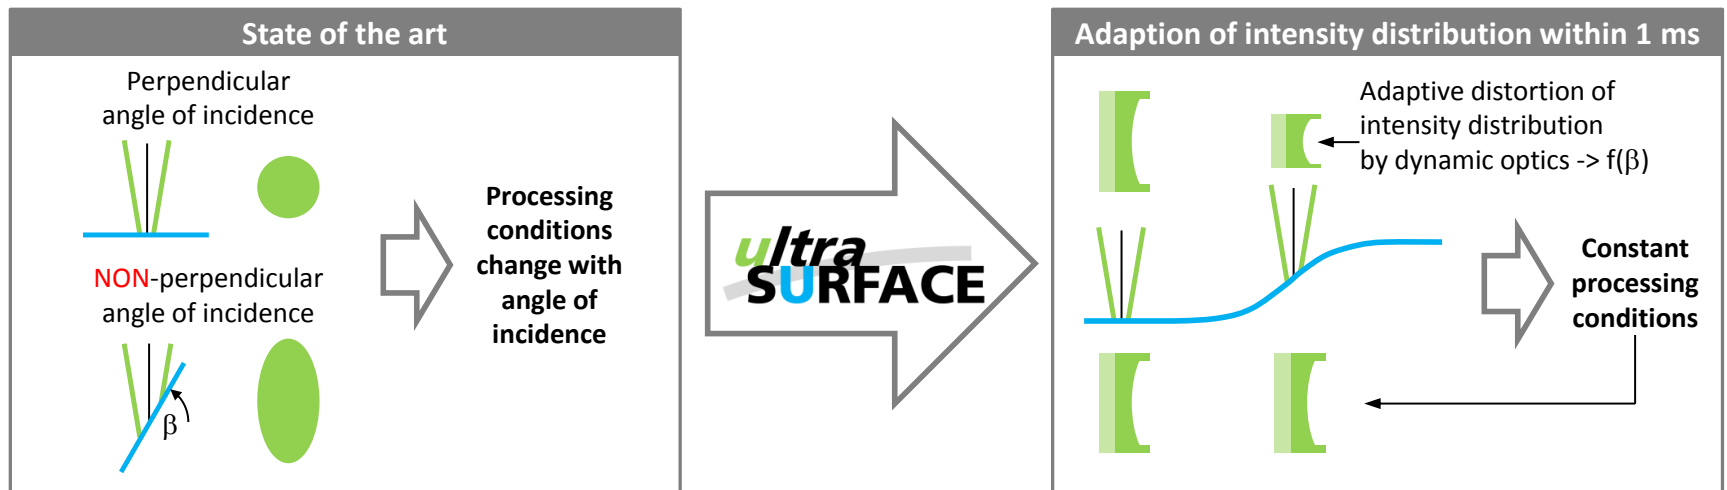 State of the art
Perpendicular
angle of incidence
NON-perpendicular
angle of incidence
β
Processing
conditions
change with
angle of
incidence
ultra
SURFACE
Adaption of intensity distribution within 1 ms
Adaptive distortion of
intensity distribution
by dynamic optics -> f(β)
Constant
processing
conditions